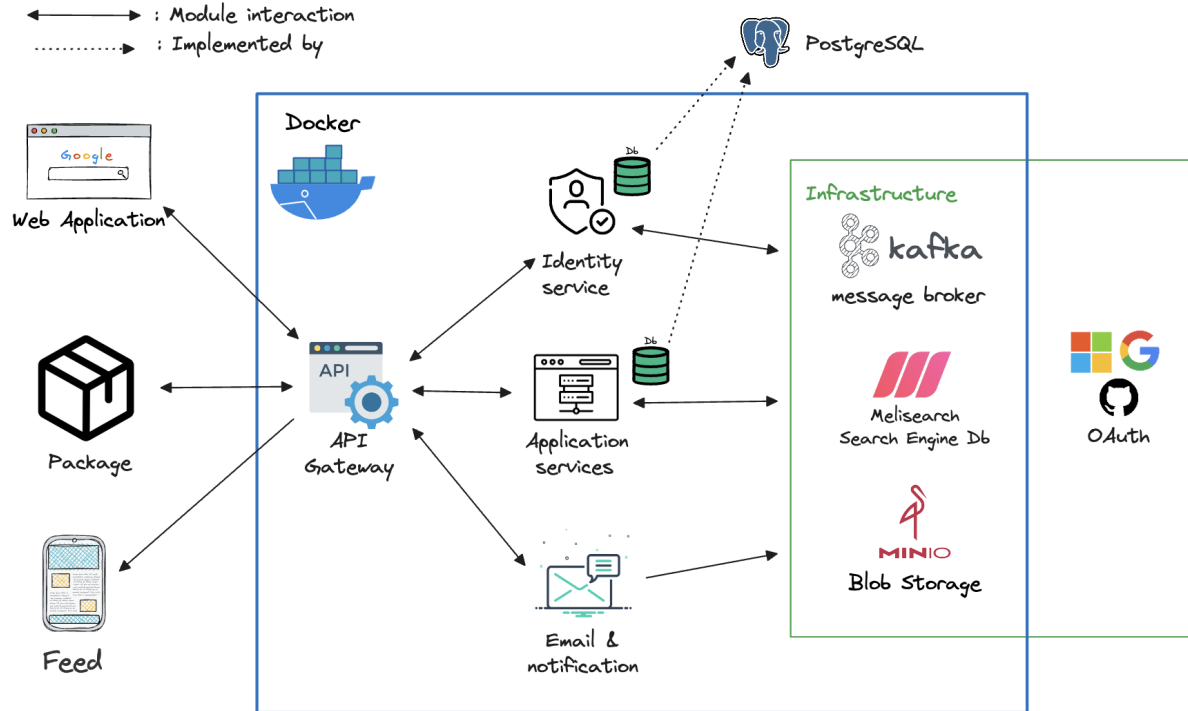 : Module interaction
: Implemented by
PostgreSQL
Docker
Google
Web Application
Db
Identity
service
Infrastructure
kafka
message broker
API
API
Gateway
Package
Db
Application
services
Melisearch
Search Engine Db
OAuth
MINIO
Blob Storage
Feed
Email &
notification